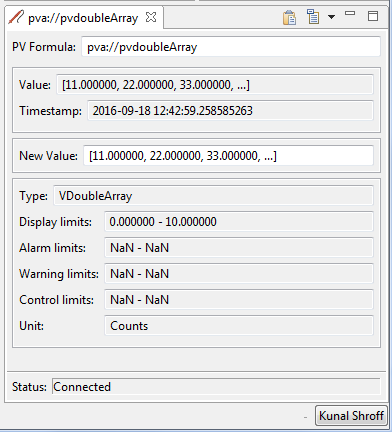 pva://pvdoubleArray
PV Formula: pva://pvdoubleArray
Value: [11.000000, 22.000000, 33.000000, ...]
Timestamp: 2016-09-18 12:42:59.258585263
New Value: [11.000000, 22.000000, 33.000000, ...]
Type: VDoubleArray
Display limits: 0.000000 - 10.000000
Alarm limits: NaN - NaN
Warning limits: NaN - NaN
Control limits: NaN - NaN
Unit: Counts
Status: Connected
- Kunal Shroff